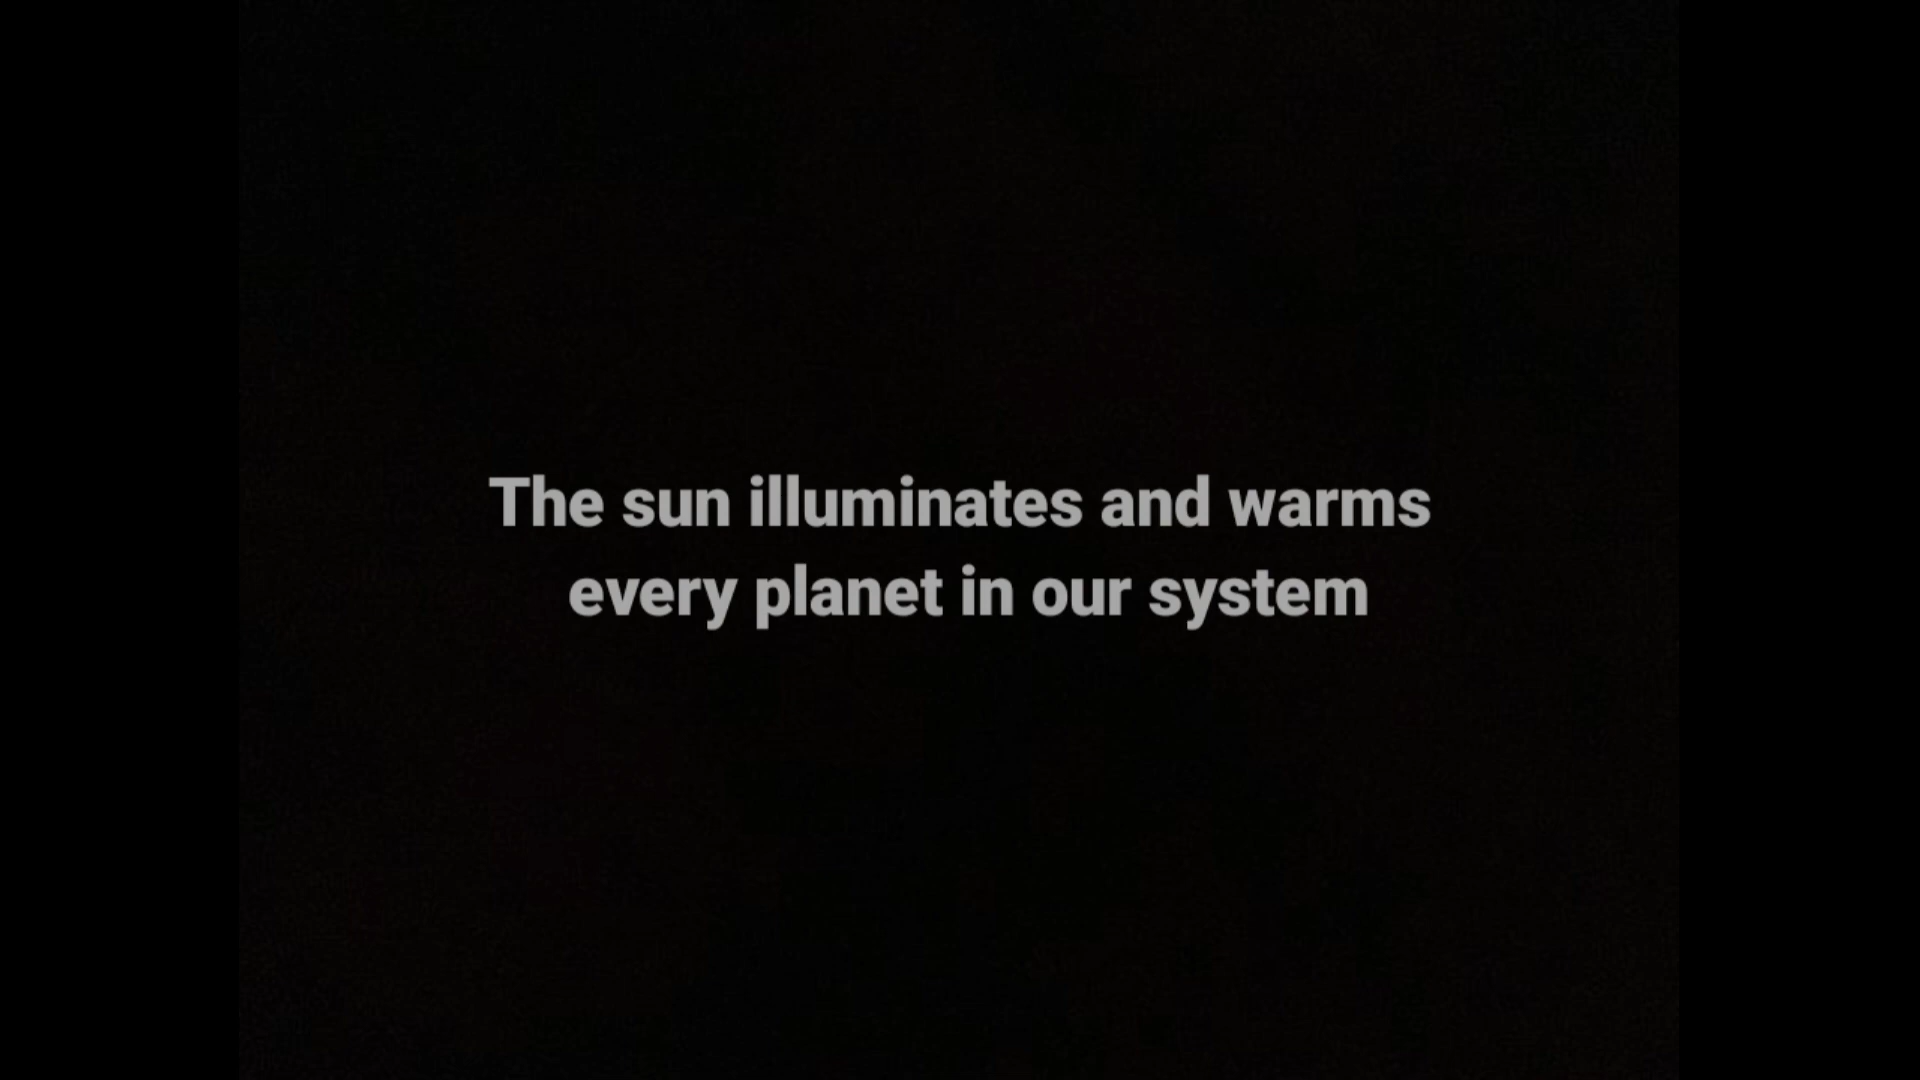 The sun illuminates and warms
every planet in our system